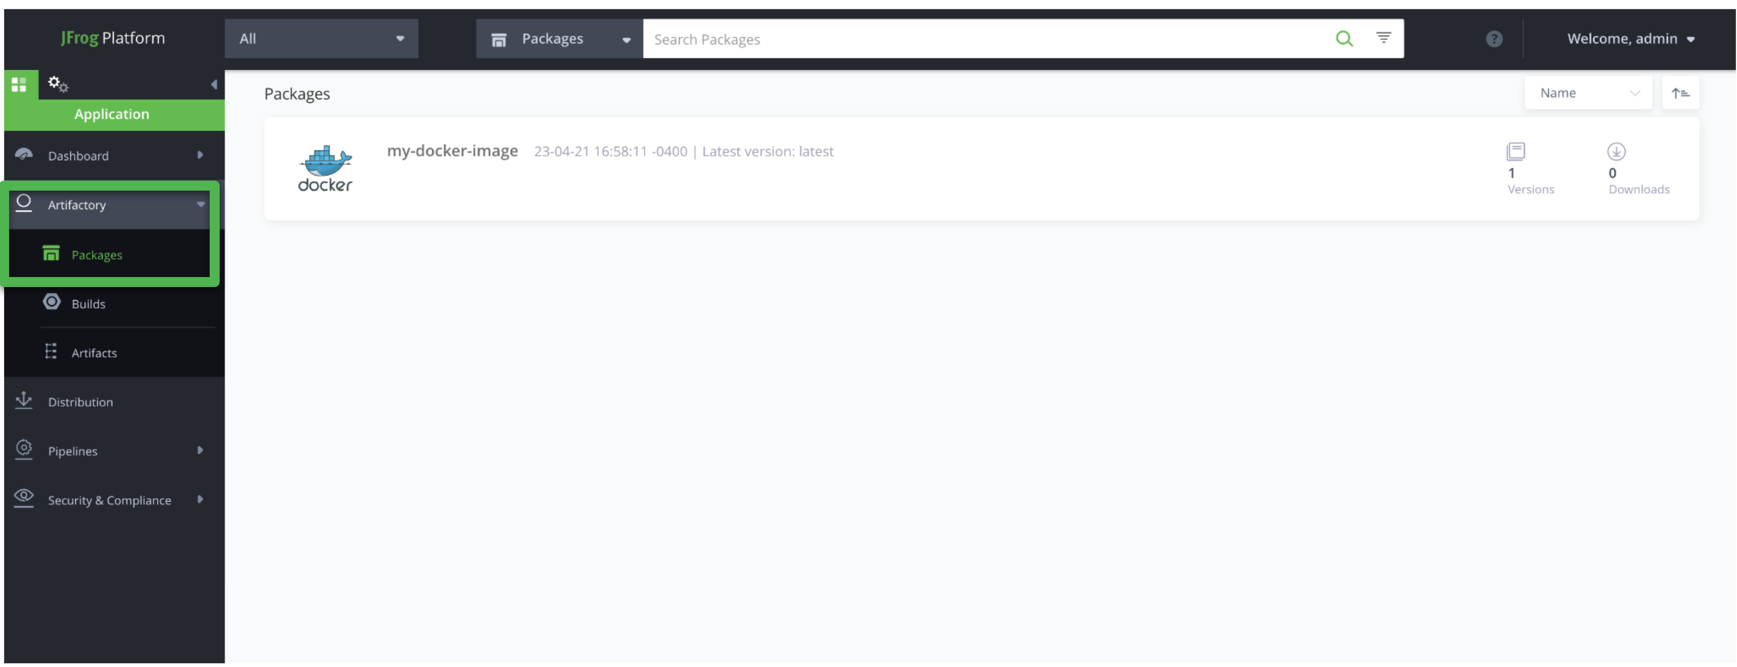 JFrog Platform
All
Packages
Search Packages
?
Welcome, admin
Application
Packages
Name
Dashboard
my-docker-image 23-04-21 16:58:11 -0400 | Latest version: latest
docker
1
Versions
0
Downloads
Artifactory
Packages
Builds
Artifacts
Distribution
Pipelines
Security & Compliance